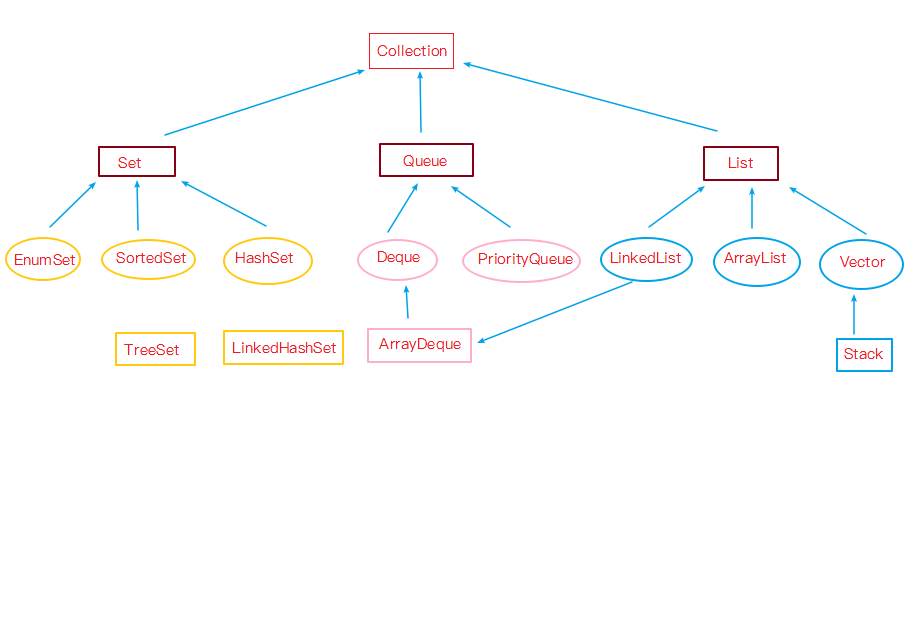 Collection
Set
Queue
List
EnumSet
SortedSet
HashSet
Deque
PriorityQueue
LinkedList
ArrayList
Vector
TreeSet
LinkedHashSet
ArrayDeque
Stack